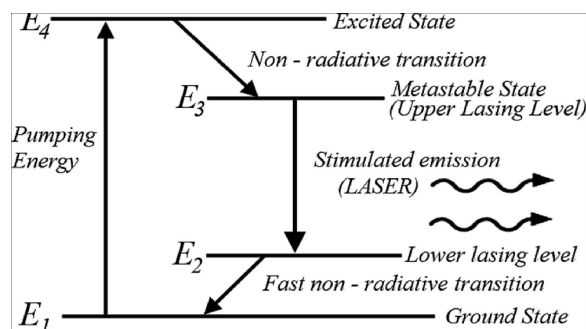 E4 Excited State
Non - radiative transition
E3 Metastable State
(Upper Lasing Level)
Pumping
Energy
Stimulated emission
(LASER)
E2 Lower lasing level
Fast non - radiative transition
E1 Ground State